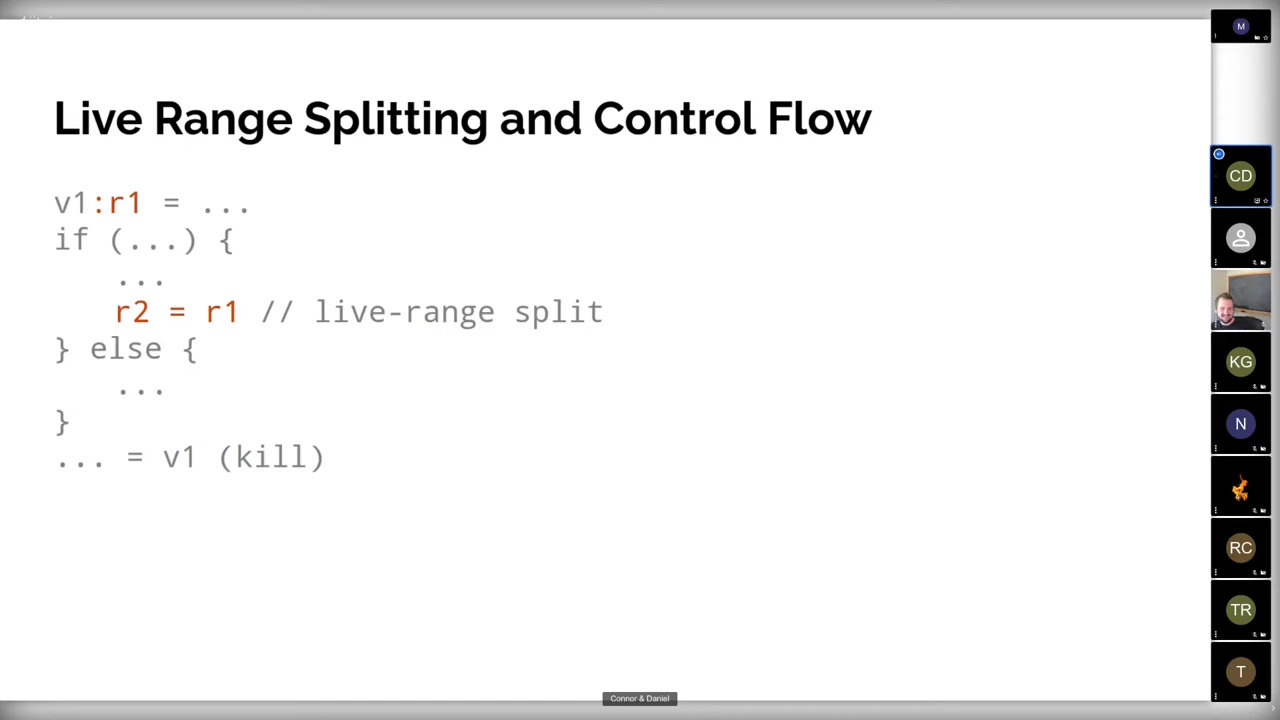 Live Range Splitting and Control Flow
v1:r1 = ...
if (...) {
...
r2 = r1 // live-range split
} else {
...
}
... = v1 (kill)
Connor & Daniel
M
CD
KG
N
RC
TR
T